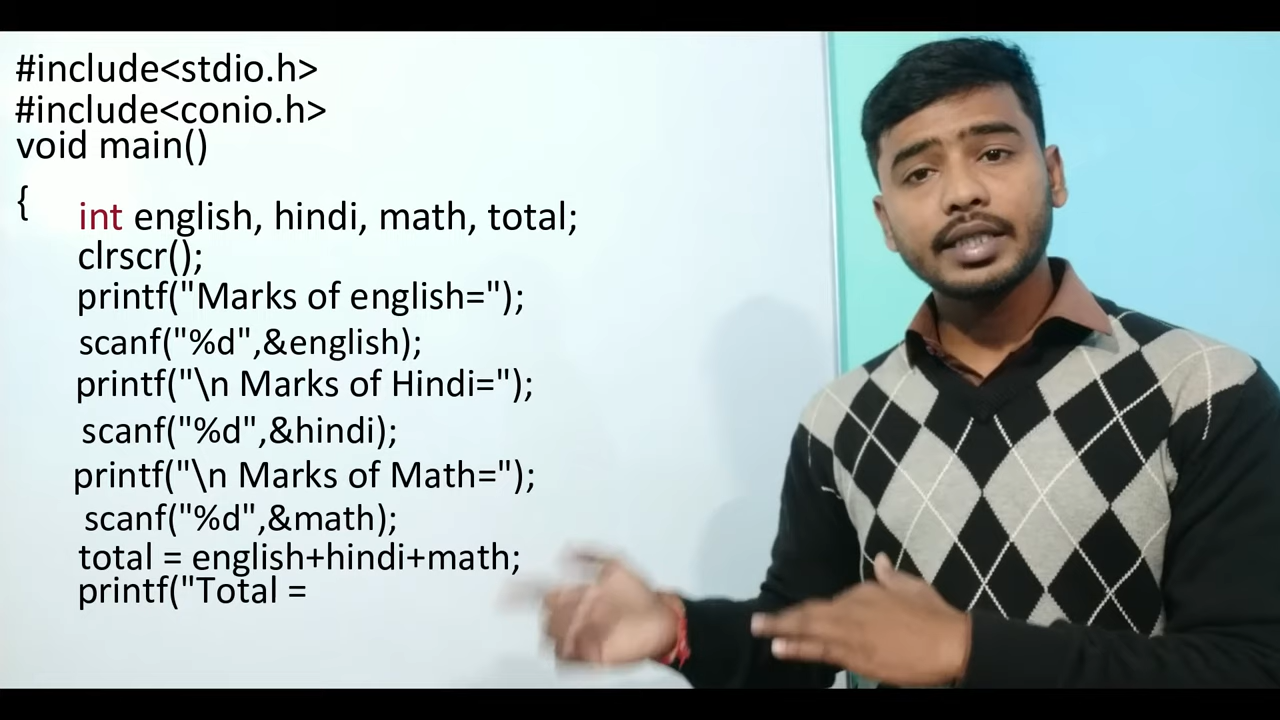 #include<stdio.h>
#include<conio.h>
void main()
{
int english, hindi, math, total;
clrscr();
printf("Marks of english=");
scanf("%d",&english);
printf("\n Marks of Hindi=");
scanf("%d",&hindi);
printf("\n Marks of Math=");
scanf("%d",&math);
total = english+hindi+math;
printf("Total =